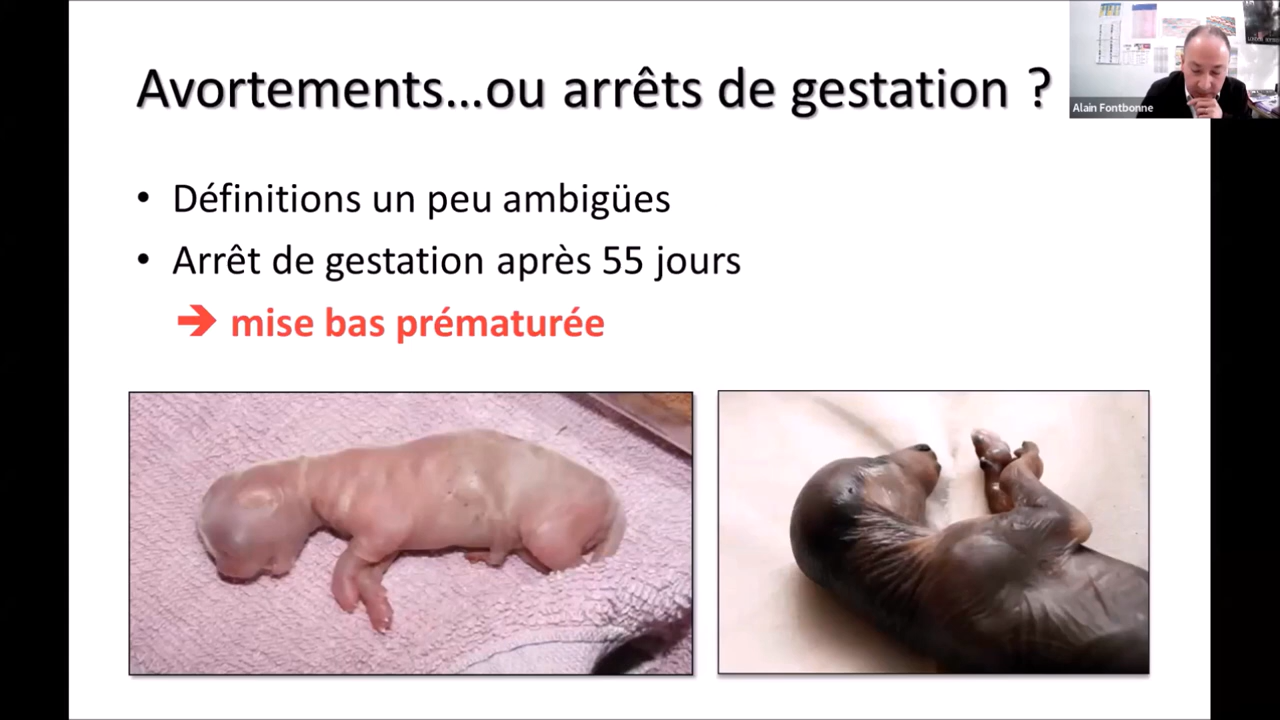 Avortements...ou arrêts de gestation ?
Alain Fontbonne
• Définitions un peu ambigües
• Arrêt de gestation après 55 jours
➔ mise bas prématurée